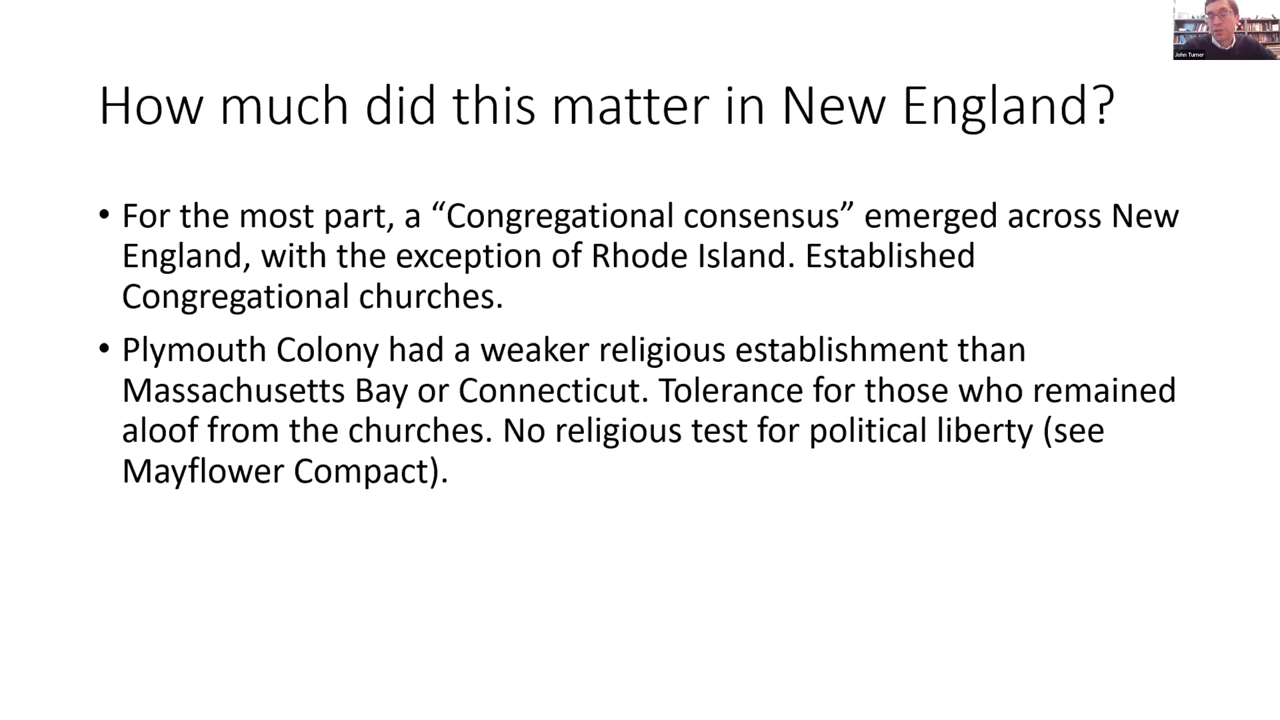 John Turner
How much did this matter in New England?
• For the most part, a “Congregational consensus” emerged across New
England, with the exception of Rhode Island. Established
Congregational churches.
• Plymouth Colony had a weaker religious establishment than
Massachusetts Bay or Connecticut. Tolerance for those who remained
aloof from the churches. No religious test for political liberty (see
Mayflower Compact).